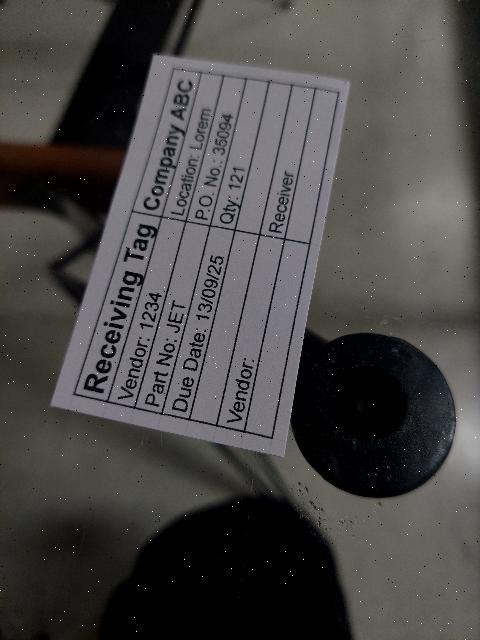 Receiving Tag Company ABC
Vendor: 1234 Location: Lorem
Part No: JET P.O. No.: 35094
Due Date: 13/09/25 Qty: 121
Vendor: Receiver